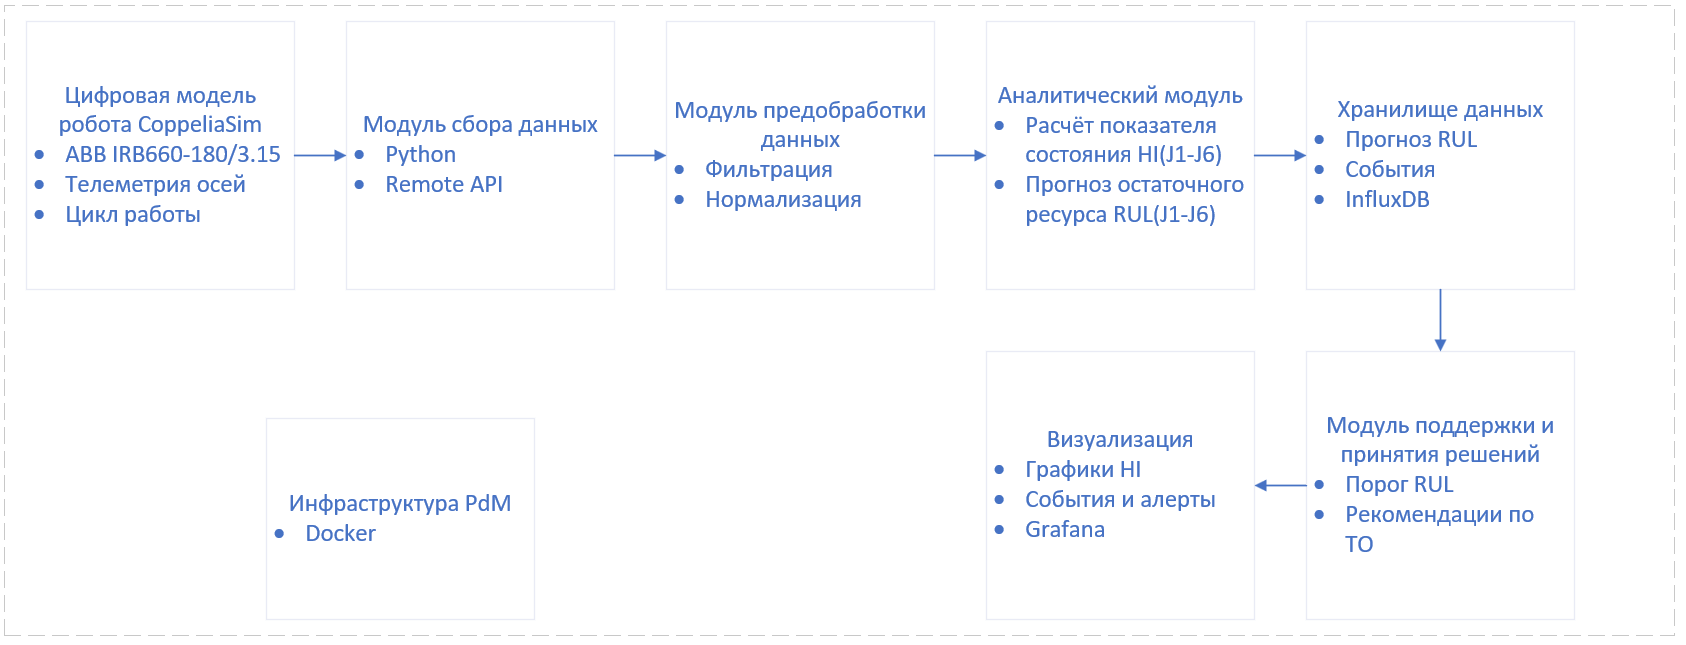 Цифровая модель
робота CoppeliaSim
• ABB IRB660-180/3.15
• Телеметрия осей
• Цикл работы
Модуль сбора данных
• Python
• Remote API
Модуль предобработки
данных
• Фильтрация
• Нормализация
Аналитический модуль
• Расчёт показателя
состояния HI(J1-J6)
• Прогноз остаточного
ресурса RUL(J1-J6)
Хранилище данных
• Прогноз RUL
• События
• InfluxDB
Инфраструктура PdM
• Docker
Визуализация
• Графики HI
• События и алерты
• Grafana
Модуль поддержки и
принятия решений
• Порог RUL
• Рекомендации по
ТО